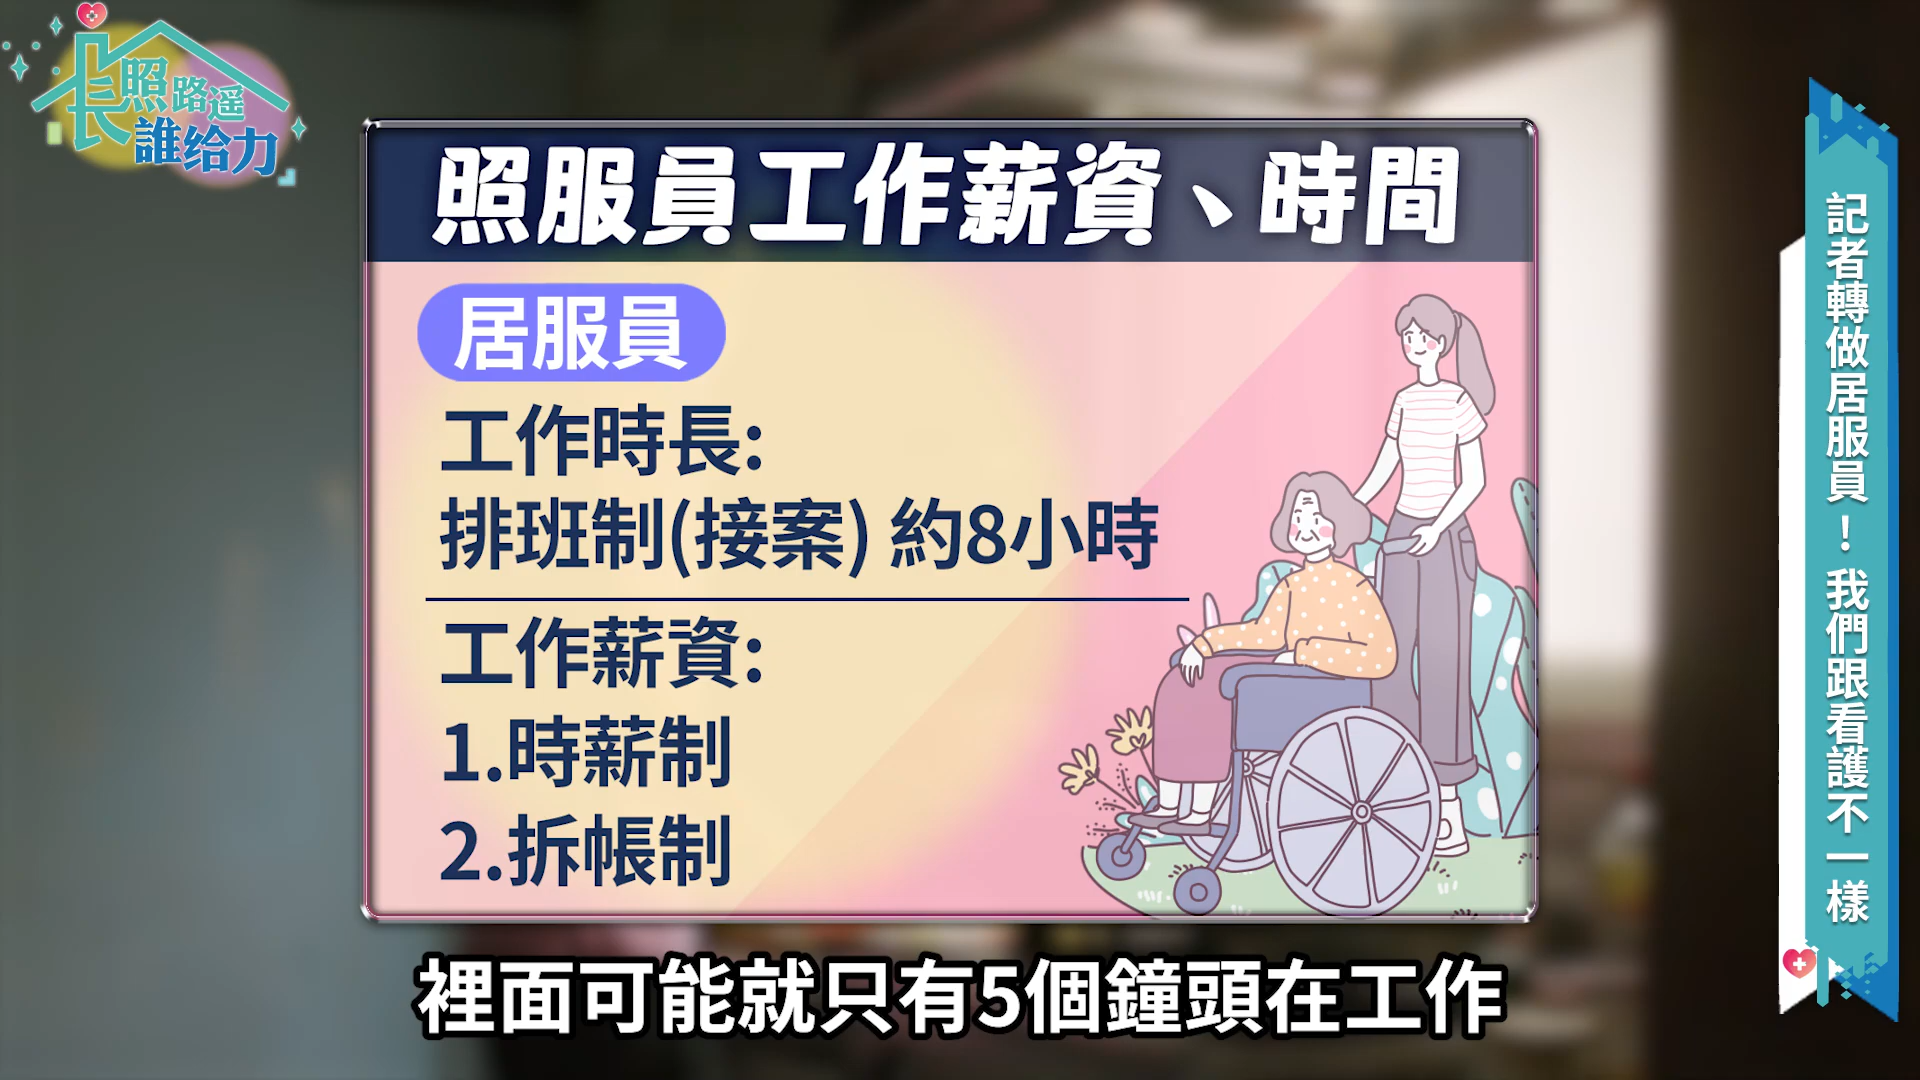 長照路遥
誰给力
照服員工作薪資、時間
居服員
工作時長:
排班制(接案) 約8小時
工作薪資:
1.時薪制
2.拆帳制
記者轉做居服員！我們跟看護不一樣
裡面可能就只有5個鐘頭在工作